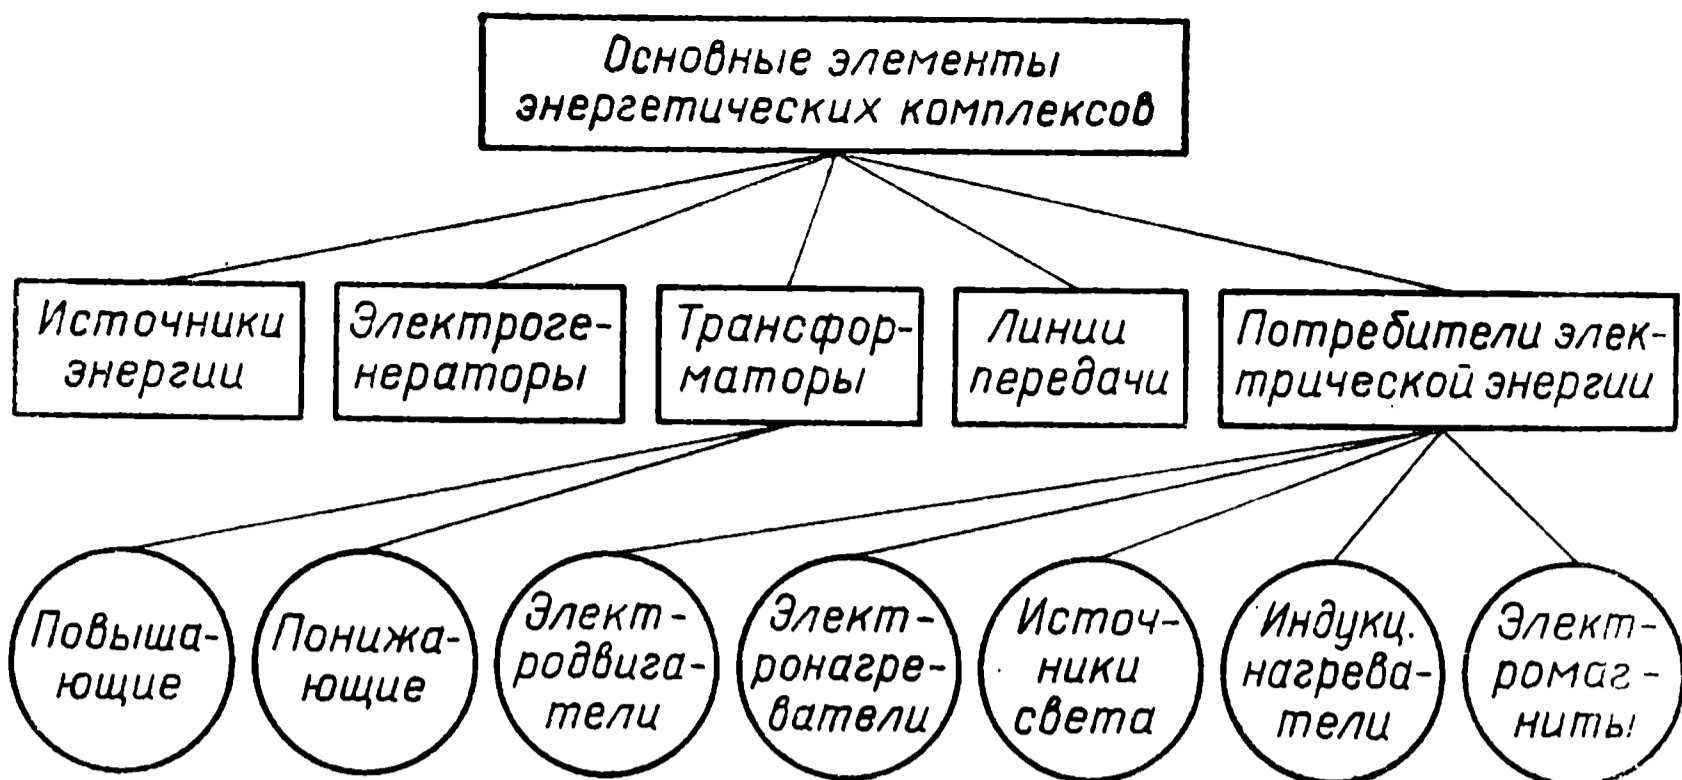 Основные элементы
энергетических комплексов
Источники
энергии
Электроге-
нераторы
Трансфор-
маторы
Линии
передачи
Потребители элек-
трической энергии
Повыша-
ющие
Понижа-
ющие
Элект-
родвига-
тели
Элект-
ронагре-
ватели
Источ-
ники
света
Индукц.
нагрева-
тели
Элект-
ромаг-
ниты